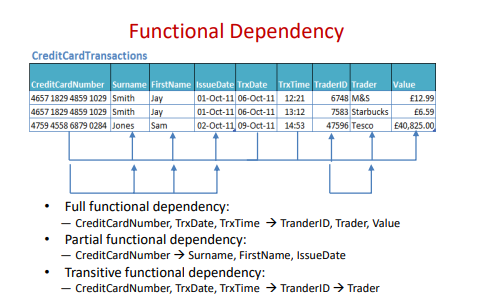 Functional Dependency
CreditCardTransactions
CreditCardNumber Surname FirstName IssueDate TrxDate TrxTime TraderID Trader Value
4657 1829 4859 1029 Smith Jay 01-Oct-11 06-Oct-11 12:21 6748 M&S £12.99
4657 1829 4859 1029 Smith Jay 01-Oct-11 06-Oct-11 13:12 7583 Starbucks £6.59
4759 4558 6879 0284 Jones Sam 02-Oct-11 09-Oct-11 14:53 47596 Tesco £40,825.00
• Full functional dependency:
— CreditCardNumber, TrxDate, TrxTime → TranderID, Trader, Value
• Partial functional dependency:
— CreditCardNumber → Surname, FirstName, IssueDate
• Transitive functional dependency:
— CreditCardNumber, TrxDate, TrxTime → TranderID → Trader